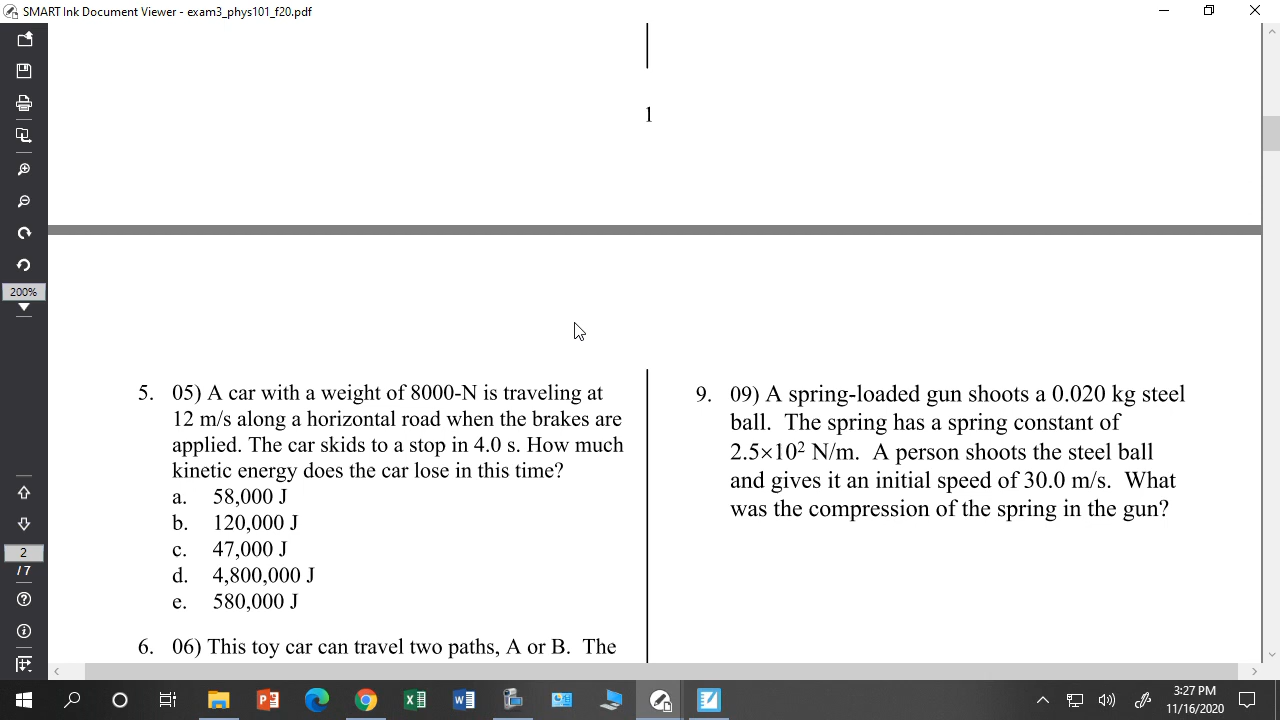 SMART Ink Document Viewer - exam3_phys101_f20.pdf
1
5. 05) A car with a weight of 8000-N is traveling at
12 m/s along a horizontal road when the brakes are
applied. The car skids to a stop in 4.0 s. How much
kinetic energy does the car lose in this time?
a. 58,000 J
b. 120,000 J
c. 47,000 J
d. 4,800,000 J
e. 580,000 J
6. 06) This toy car can travel two paths, A or B. The
9. 09) A spring-loaded gun shoots a 0.020 kg steel
ball. The spring has a spring constant of
2.5×10² N/m. A person shoots the steel ball
and gives it an initial speed of 30.0 m/s. What
was the compression of the spring in the gun?
200%
2
/ 7
3:27 PM
11/16/2020